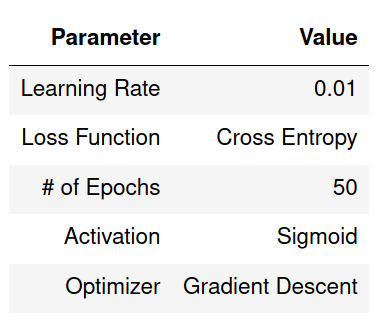 Parameter Value
Learning Rate 0.01
Loss Function Cross Entropy
# of Epochs 50
Activation Sigmoid
Optimizer Gradient Descent